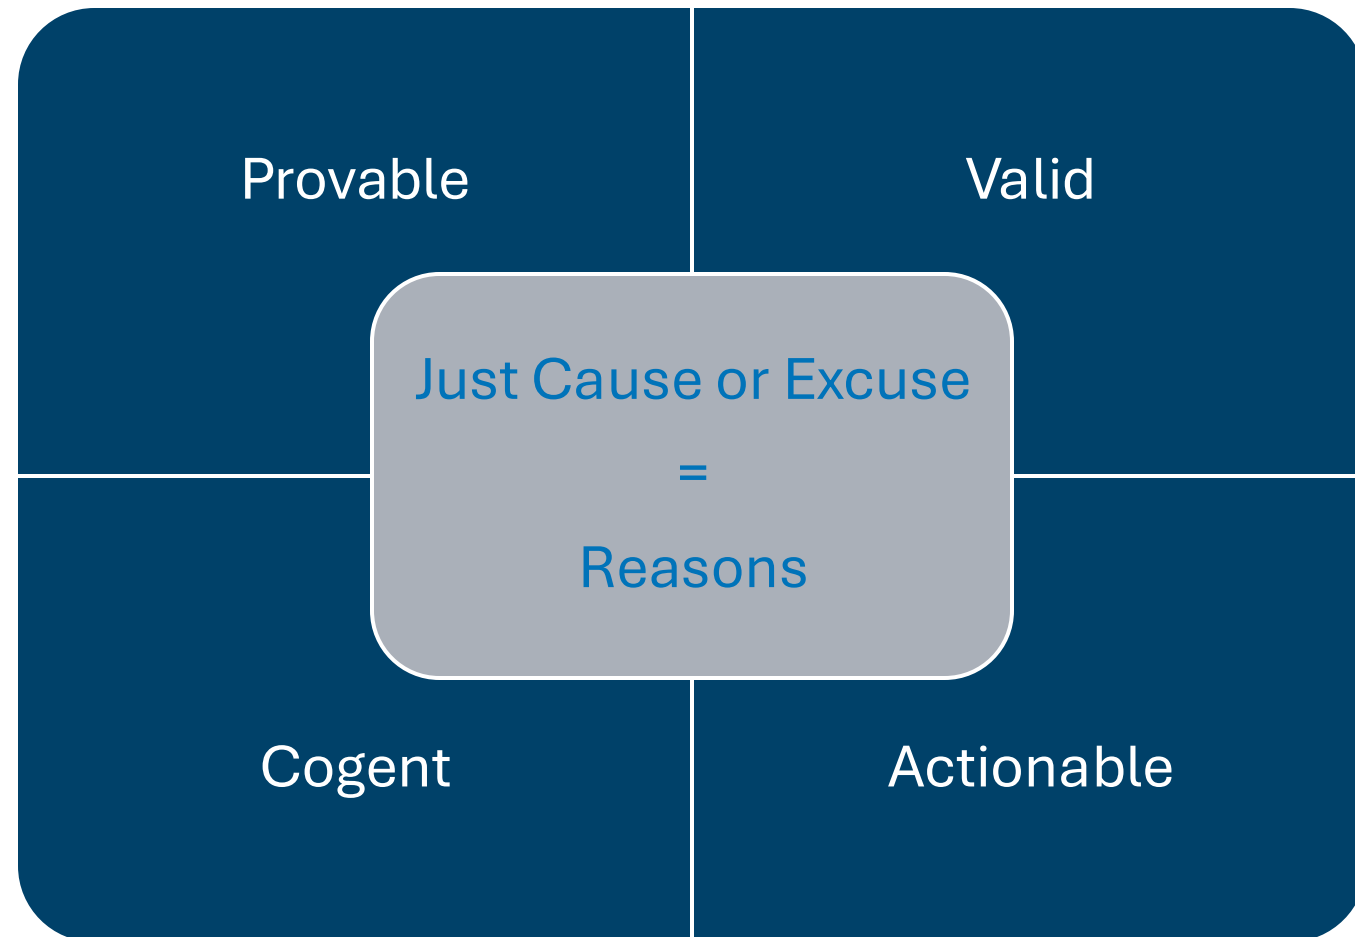 Provable
Valid
Just Cause or Excuse
=
Reasons
Cogent
Actionable